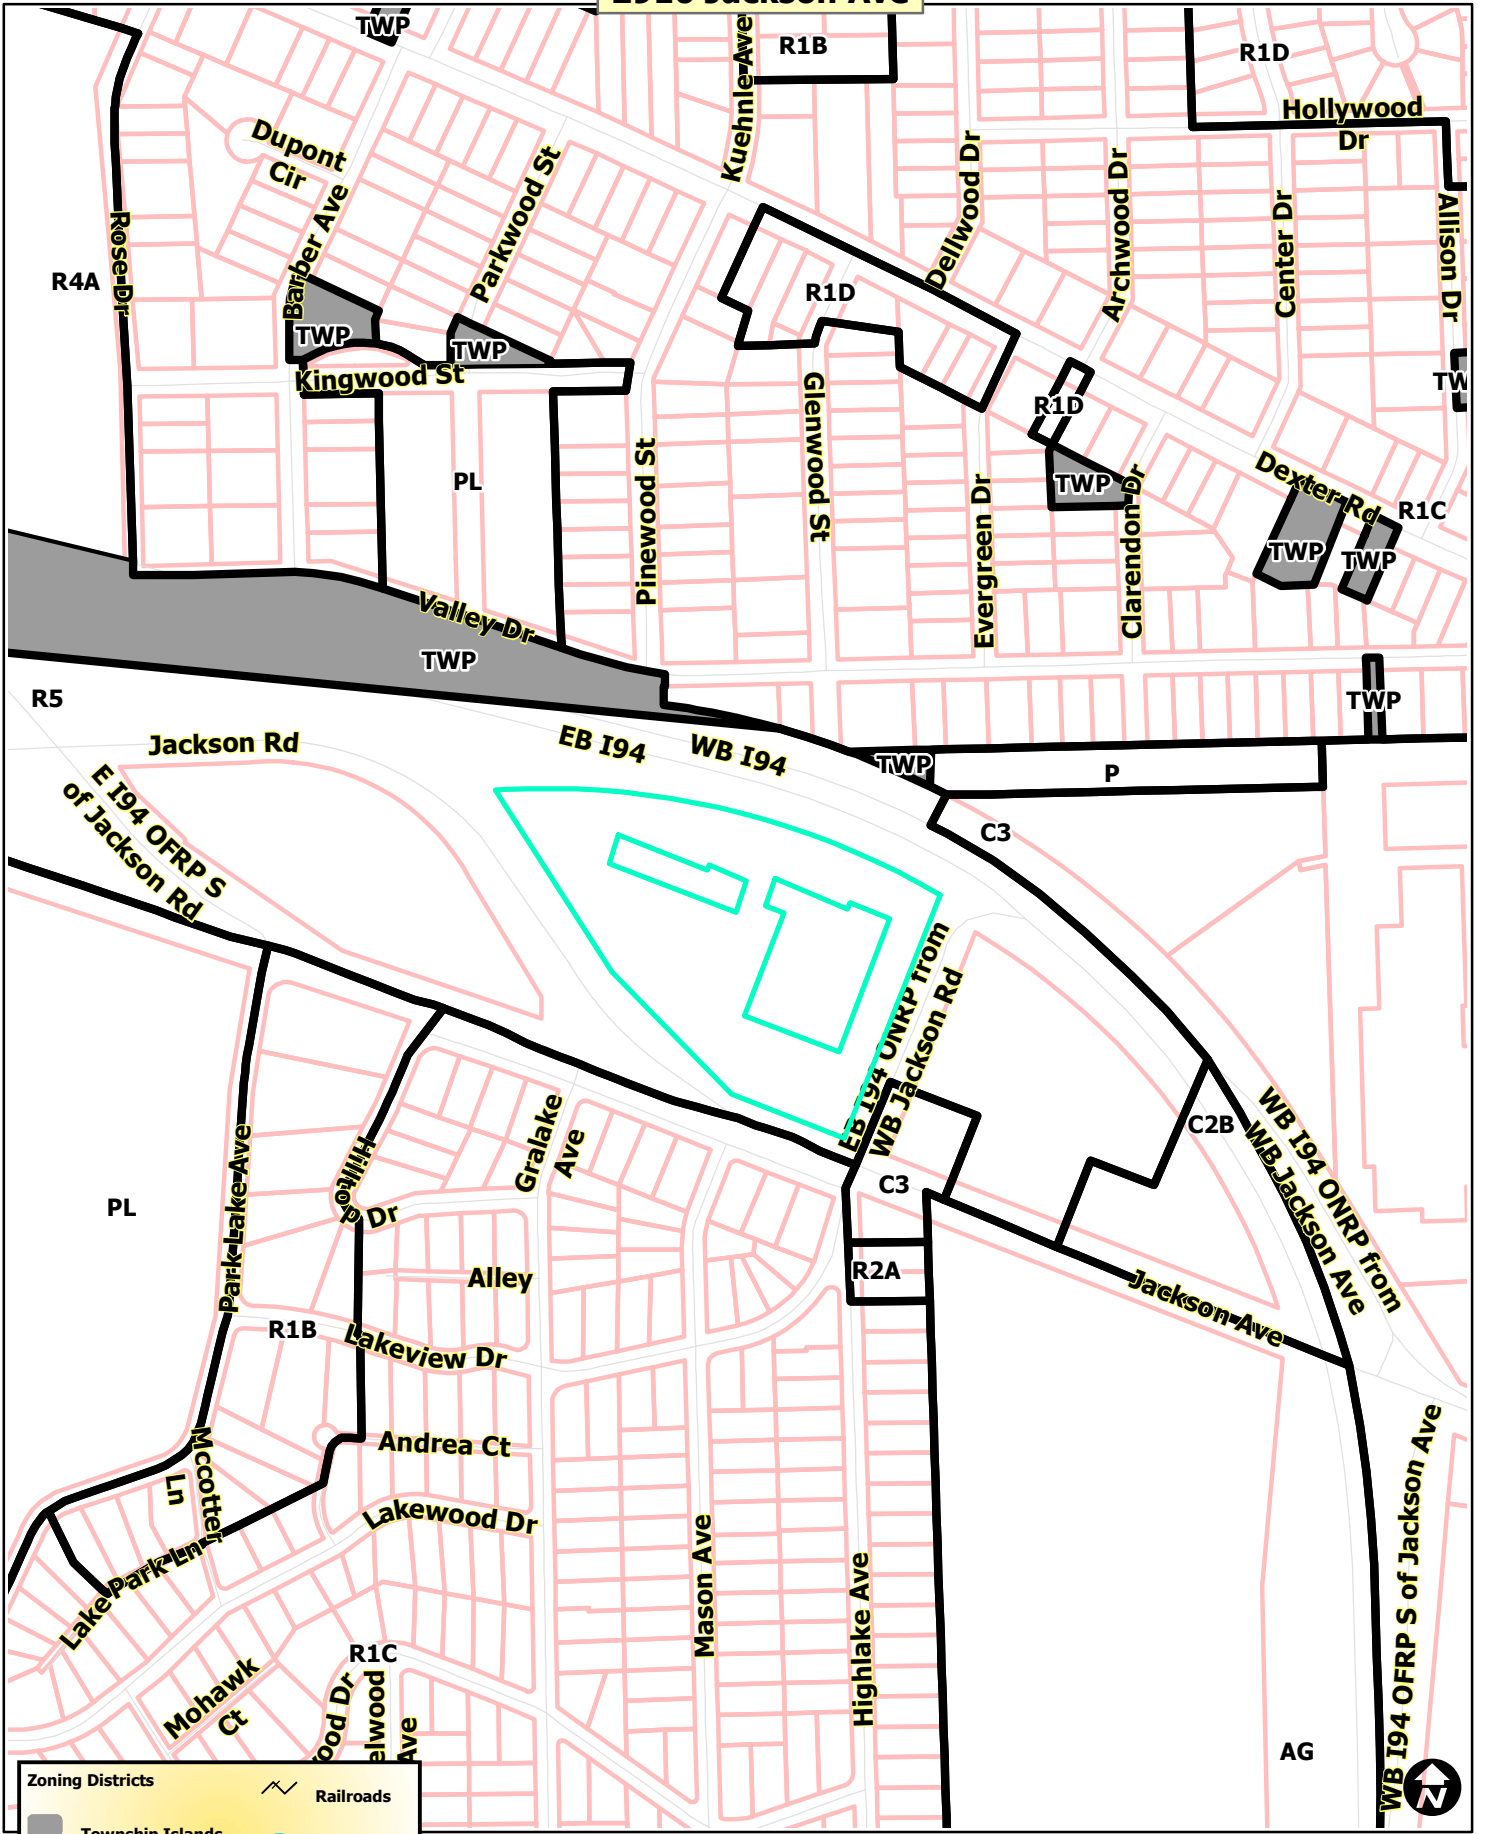 TWP
R1B
R1D
Kuehnle Ave
Hollywood
Dr
Dupont
Cir
Barber Ave
Parkwood St
Dellwood Dr
Archwood Dr
Center Dr
Allison Dr
Rose Dr
R4A
R1D
TWP
TWP
Kingwood St
R1D
Glenwood St
Pinewood St
PL
Evergreen Dr
TWP
Clarendon Dr
Dexter Rd
R1C
TWP
TWP
Valley Dr
TWP
R5
TWP
Jackson Rd
EB I94
WB I94
TWP
P
E I94 OFRP S
of Jackson Rd
C3
EB I94 ONRP from
WB Jackson Rd
C2B
WB I94 ONRP from
WB Jackson Ave
Gralake
Ave
Hillto
p Dr
C3
PL
Park Lake Ave
R2A
Alley
Jackson Ave
R1B
Lakeview Dr
Andrea Ct
Mccotter
Ln
Lakewood Dr
Lake Park Ln
Mason Ave
Highlake Ave
WB I94 OFRP S of Jackson Ave
R1C
Mohawk
Ct
ood Dr
elwood
Ave
AG
N
Zoning Districts
Railroads